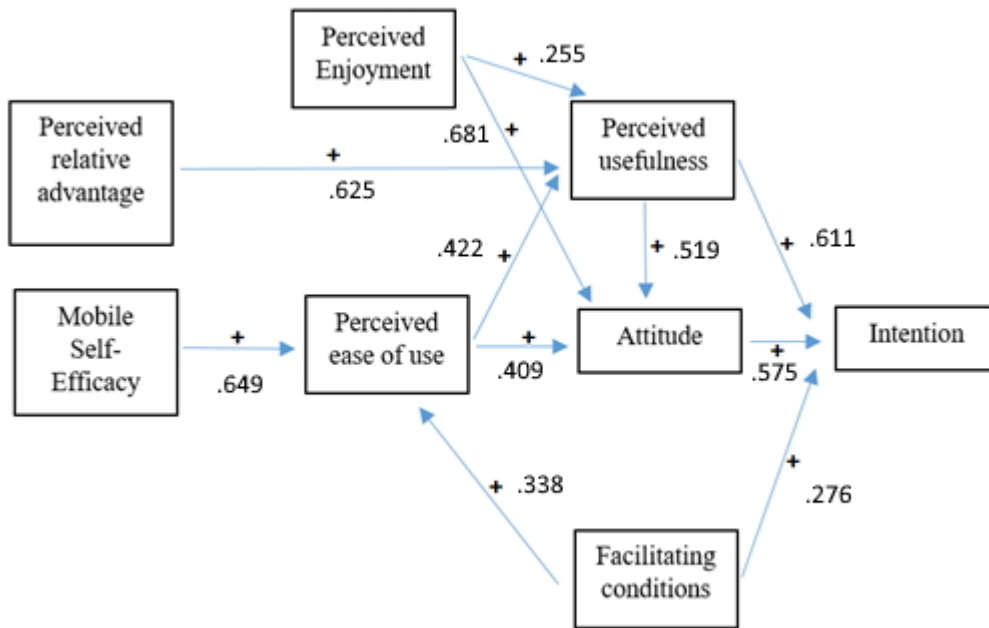 Perceived
Enjoyment
+ .255
Perceived
relative
advantage
+
.625
.681 +
Perceived
usefulness
.422 +
+ .519
+ .611
Mobile
Self-
Efficacy
+
.649
Perceived
ease of use
+
.409
Attitude
+
.575
Intention
+ .338
+
.276
Facilitating
conditions